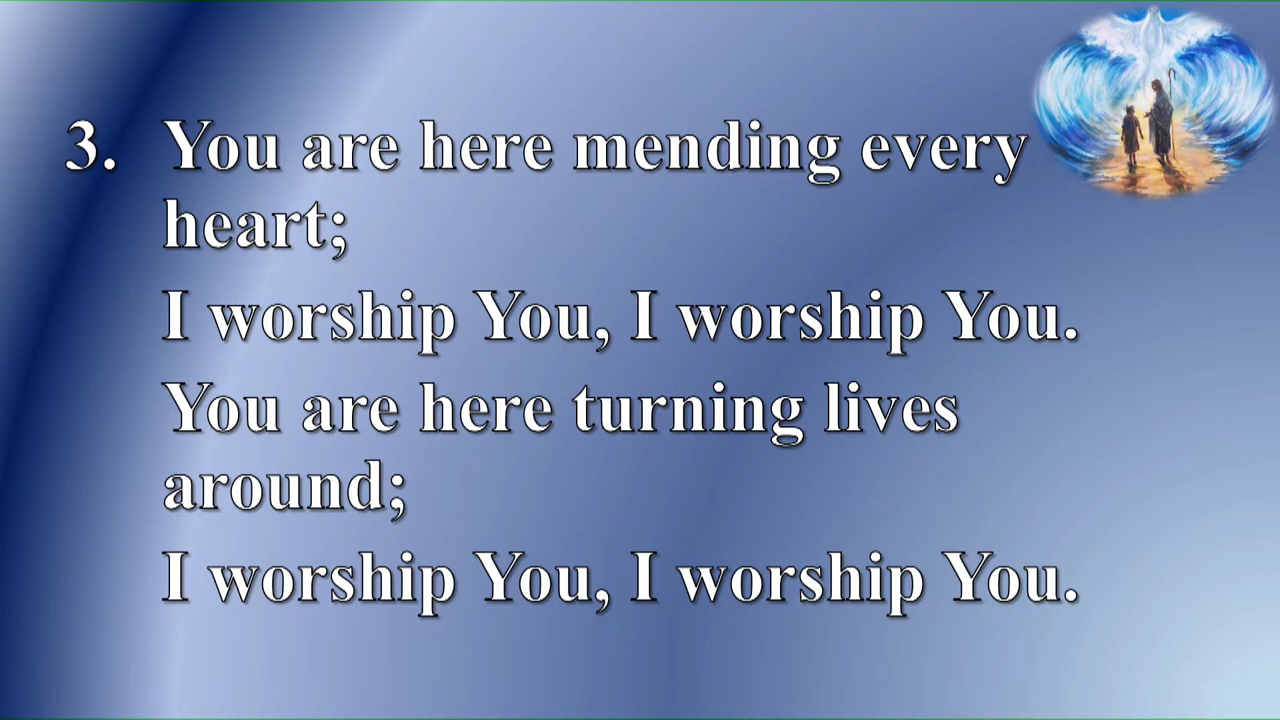 3. You are here mending every
heart;
I worship You, I worship You.
You are here turning lives
around;
I worship You, I worship You.